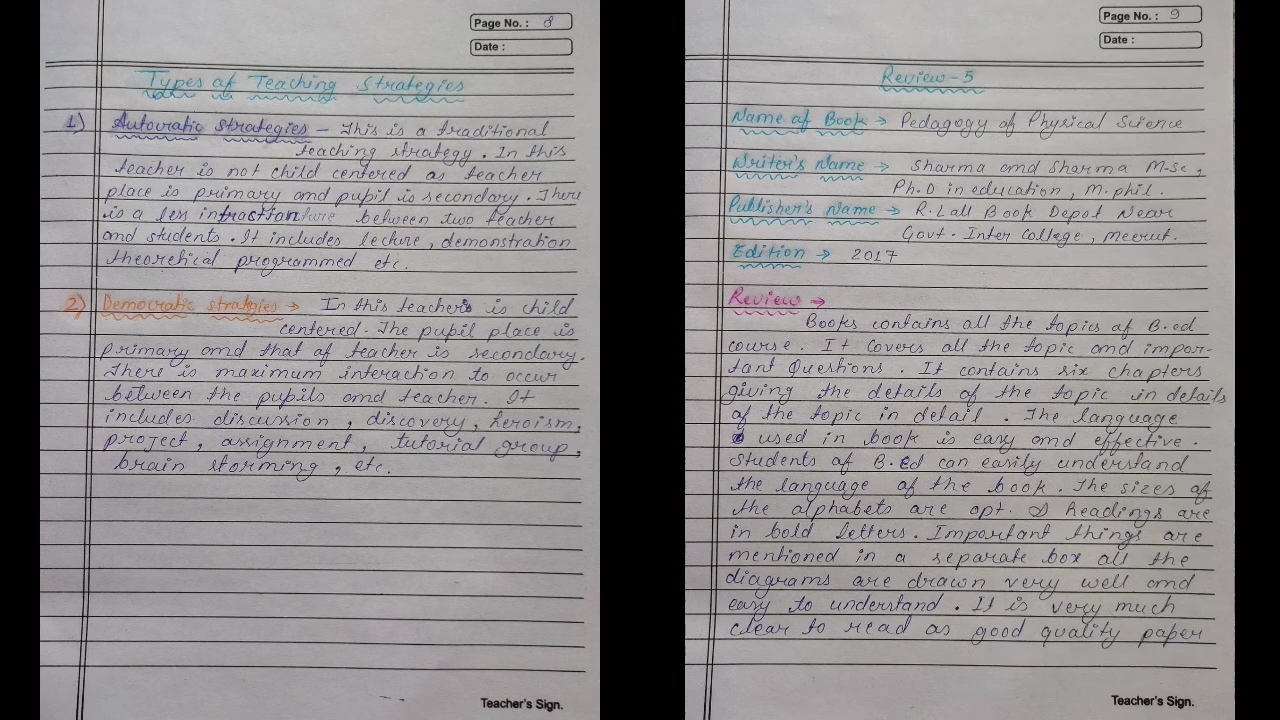 Page No. : 8
Date :
Types of Teaching Strategies
1) Autocratic strategies – This is a traditional
teaching strategy. In this
teacher is not child centered as teacher
place is primary and pupil is secondary. There
is a less between two teacher
and students. It includes lecture, demonstration
theoretical programmed etc.
2) Democratic strategies → In this teacher is child
centered. The pupil place is
primary and that of teacher is secondary.
There is maximum interaction to occur
between the pupils and teacher. It
includes discussion, discovery, heroism,
project, assignment, tutorial group,
brain storming, etc.
Teacher's Sign.
Page No. : 9
Date :
Review-5
Name of Book → Pedagogy of Physical Science
Writer's Name → Sharma and Sharma M.Sc,
Ph.D in education, M.phil.
Publisher's Name → R. Lall Book Depot Near
Govt. Inter College, Meerut.
Edition → 2017
Review →
Books contains all the topics of B.ed
course. It covers all the topic and impor-
tant Questions. It contains six chapters
giving the details of the topic in details
of the topic in detail. The language
used in book is easy and effective.
Students of B.Ed can easily understand
the language of the book. The sizes of
the alphabets are opt. Headings are
in bold letters. Important things are
mentioned in a separate box all the
diagrams are drawn very well and
easy to understand. It is very much
clear to read as good quality paper
Teacher's Sign.